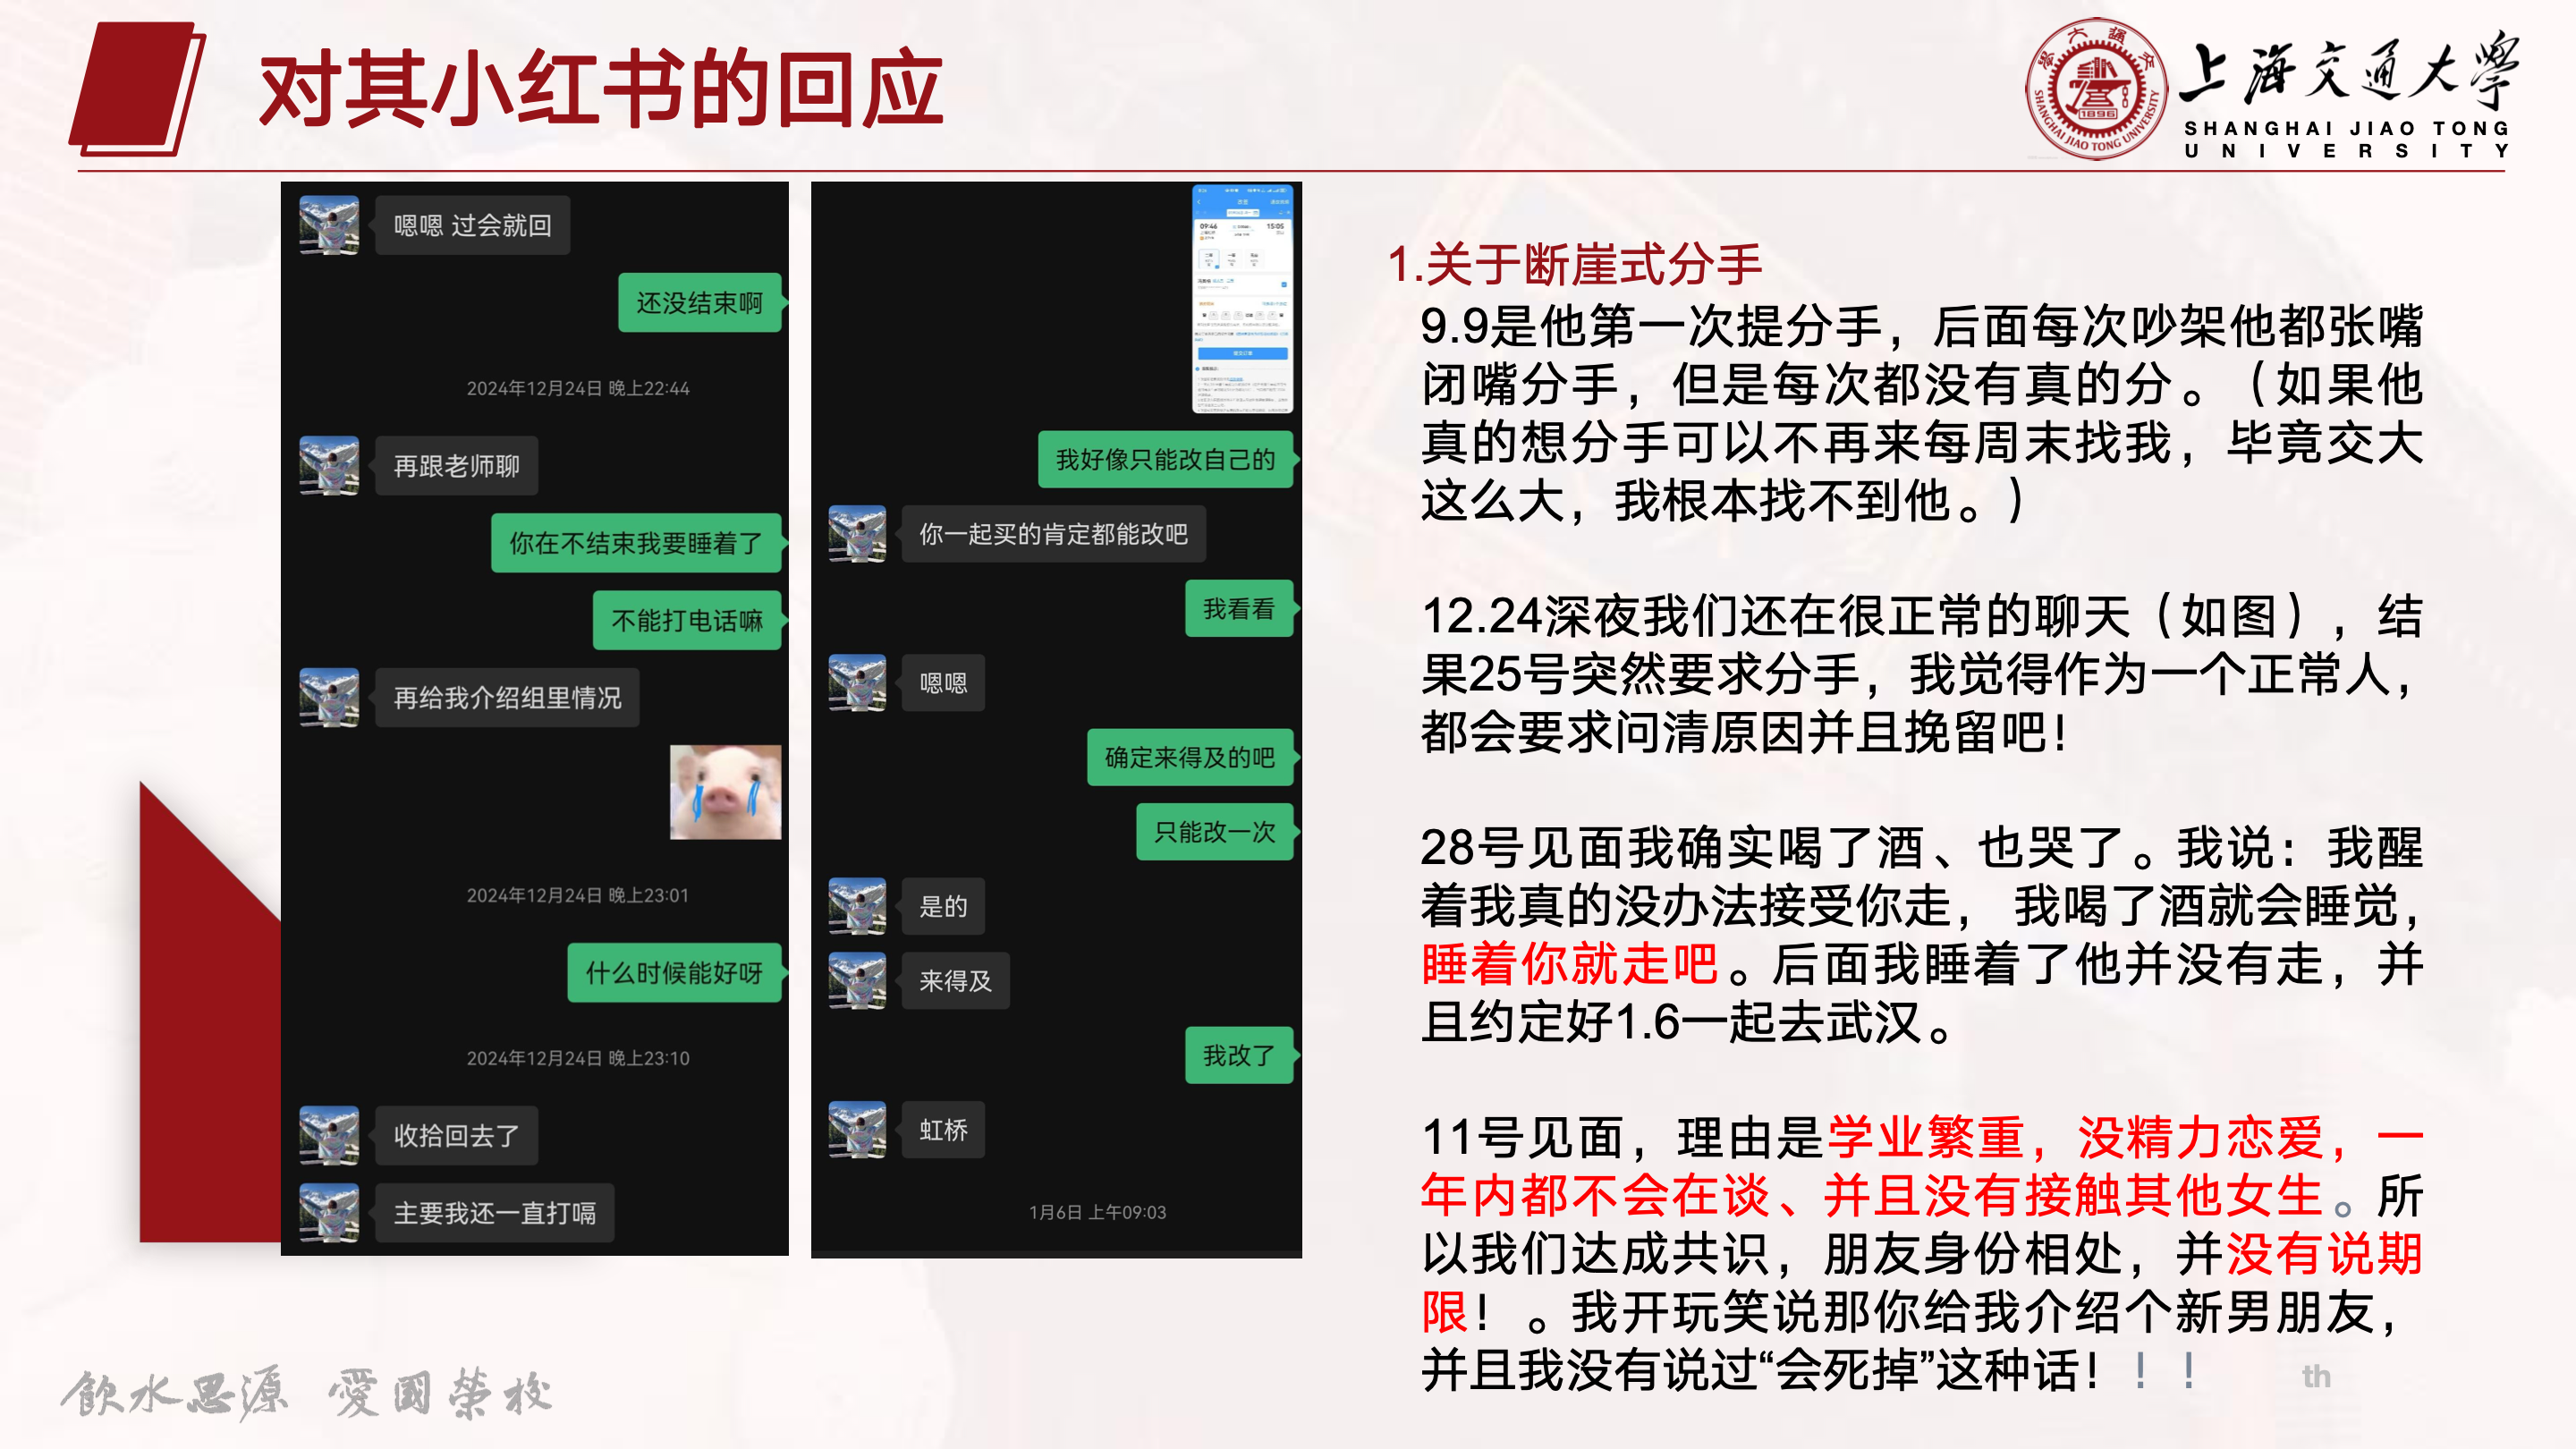 对其小红书的回应
上海交通大学
SHANGHAI JIAO TONG
UNIVERSITY
1896
SHANGHAI JIAO TONG UNIVERSITY
嗯嗯 过会就回
还没结束啊
2024年12月24日 晚上22:44
再跟老师聊
你在不结束我要睡着了
不能打电话嘛
再给我介绍组里情况
2024年12月24日 晚上23:01
什么时候能好呀
2024年12月24日 晚上23:10
收拾回去了
主要我还一直打嗝
09:46
15:05
我好像只能改自己的
你一起买的肯定都能改吧
我看看
嗯嗯
确定来得及的吧
只能改一次
是的
来得及
我改了
虹桥
1月6日 上午09:03
1.关于断崖式分手
9.9是他第一次提分手，后面每次吵架他都张嘴
闭嘴分手，但是每次都没有真的分。（如果他
真的想分手可以不再来每周末找我，毕竟交大
这么大，我根本找不到他。）
12.24深夜我们还在很正常的聊天（如图），结
果25号突然要求分手，我觉得作为一个正常人，
都会要求问清原因并且挽留吧！
28号见面我确实喝了酒、也哭了。我说：我醒
着我真的没办法接受你走， 我喝了酒就会睡觉，
睡着你就走吧。后面我睡着了他并没有走，并
且约定好1.6一起去武汉。
11号见面，理由是学业繁重，没精力恋爱，一
年内都不会在谈、并且没有接触其他女生。所
以我们达成共识，朋友身份相处，并没有说期
限！。我开玩笑说那你给我介绍个新男朋友，
并且我没有说过“会死掉”这种话！！！
th
飲水思源 愛國榮校